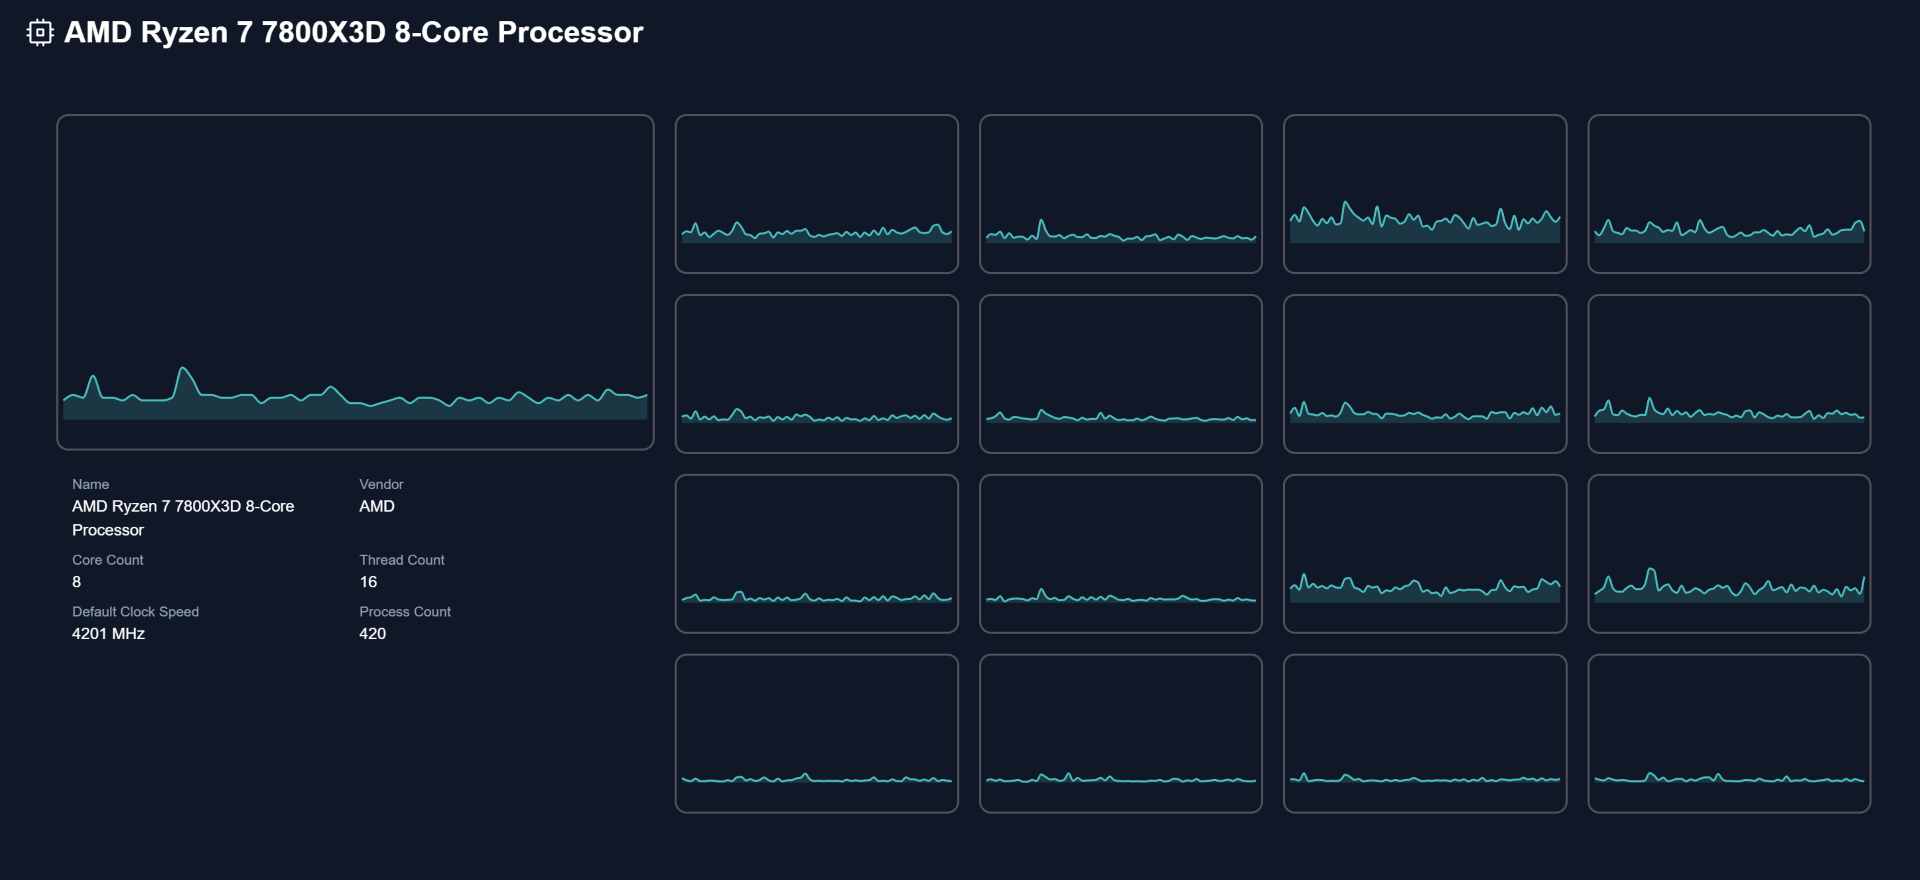 AMD Ryzen 7 7800X3D 8-Core Processor
Name
AMD Ryzen 7 7800X3D 8-Core
Processor
Vendor
AMD
Core Count
8
Thread Count
16
Default Clock Speed
4201 MHz
Process Count
420